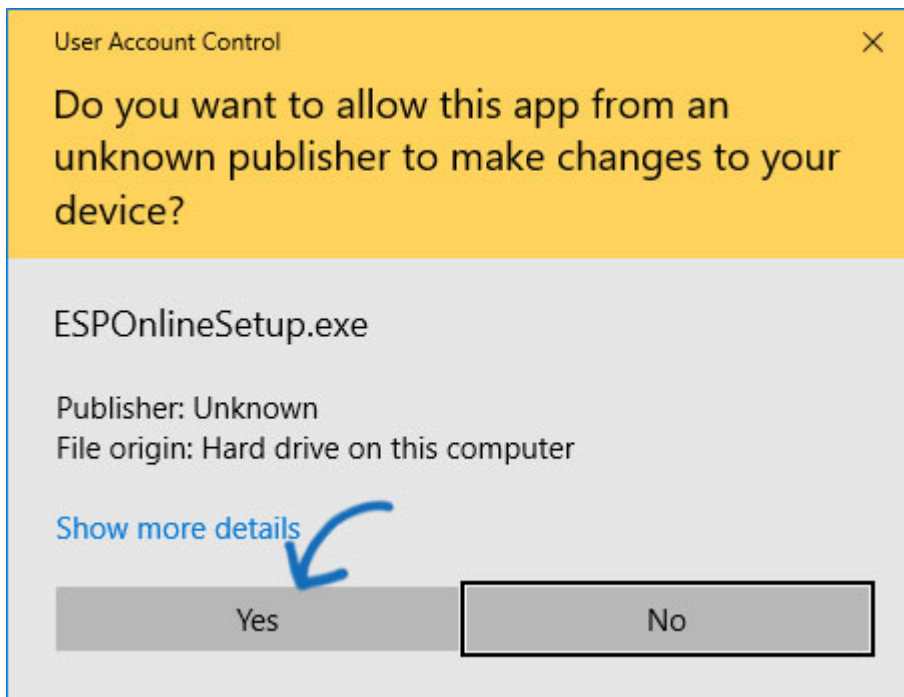 User Account Control
Do you want to allow this app from an
unknown publisher to make changes to your
device?
ESPOnlineSetup.exe
Publisher: Unknown
File origin: Hard drive on this computer
Show more details
Yes
No